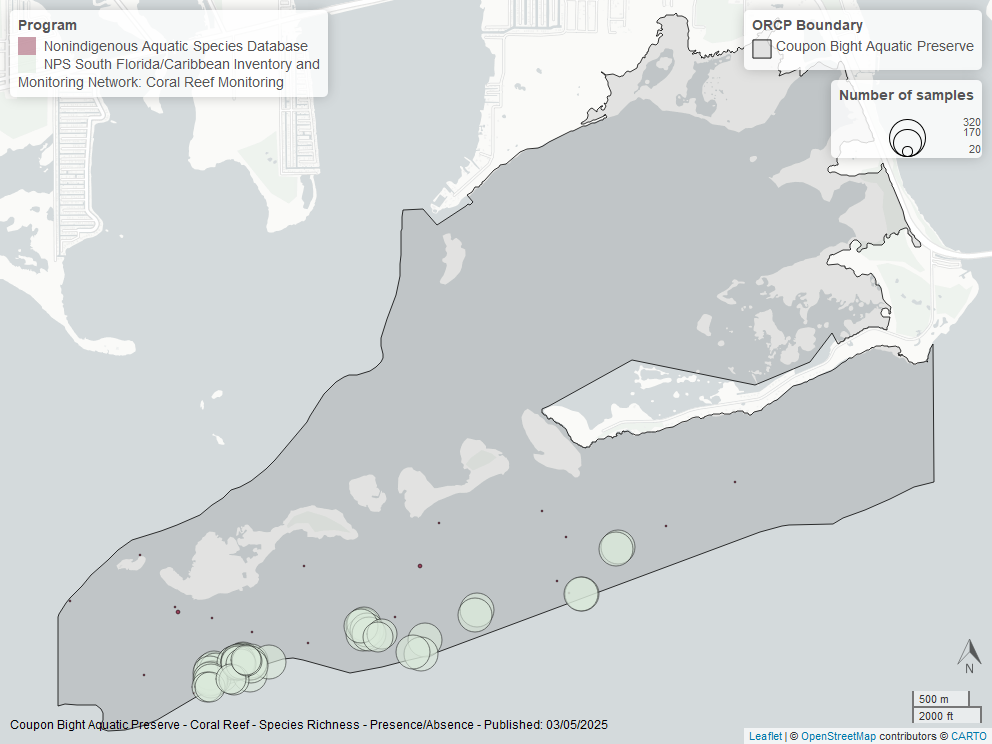 Program
Nonindigenous Aquatic Species Database
NPS South Florida/Caribbean Inventory and
Monitoring Network: Coral Reef Monitoring
ORCP Boundary
Coupon Bight Aquatic Preserve
Number of samples
320
170
20
N
500 m
2000 ft
Coupon Bight Aquatic Preserve - Coral Reef - Species Richness - Presence/Absence - Published: 03/05/2025
Leaflet | © OpenStreetMap contributors © CARTO